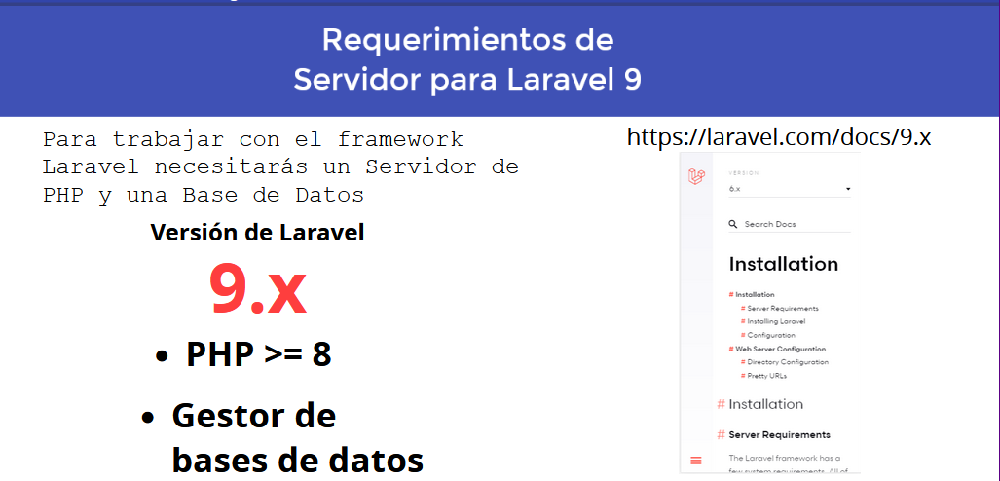 Requerimientos de
Servidor para Laravel 9
Para trabajar con el framework
Laravel necesitarás un Servidor de
PHP y una Base de Datos
Versión de Laravel
9.x
• PHP >= 8
• Gestor de
bases de datos
https://laravel.com/docs/9.x
VERSION
6.x
Search Docs
Installation
# Installation
# Server Requirements
# Installing Laravel
# Configuration
# Web Server Configuration
# Directory Configuration
# Pretty URLs
# Installation
# Server Requirements
The Laravel framework has a
few system requirements. All of